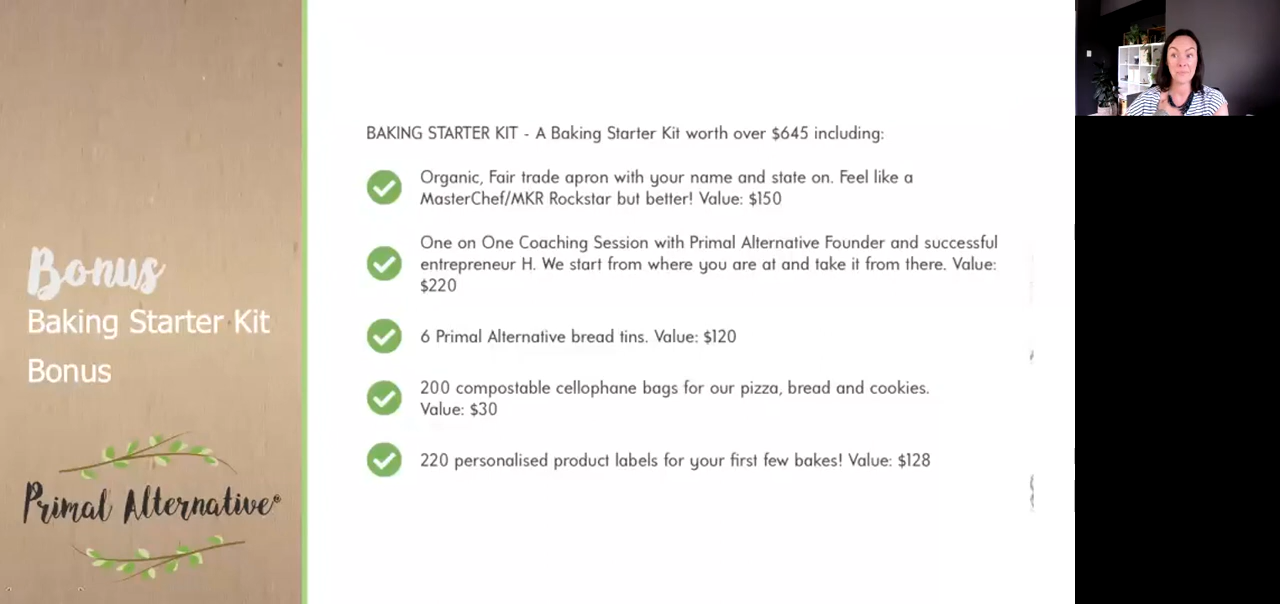 Bonus
Baking Starter Kit
Bonus
Primal Alternative®
BAKING STARTER KIT - A Baking Starter Kit worth over $645 including:
Organic, Fair trade apron with your name and state on. Feel like a
MasterChef/MKR Rockstar but better! Value: $150
One on One Coaching Session with Primal Alternative Founder and successful
entrepreneur H. We start from where you are at and take it from there. Value:
$220
6 Primal Alternative bread tins. Value: $120
200 compostable cellophane bags for our pizza, bread and cookies.
Value: $30
220 personalised product labels for your first few bakes! Value: $128